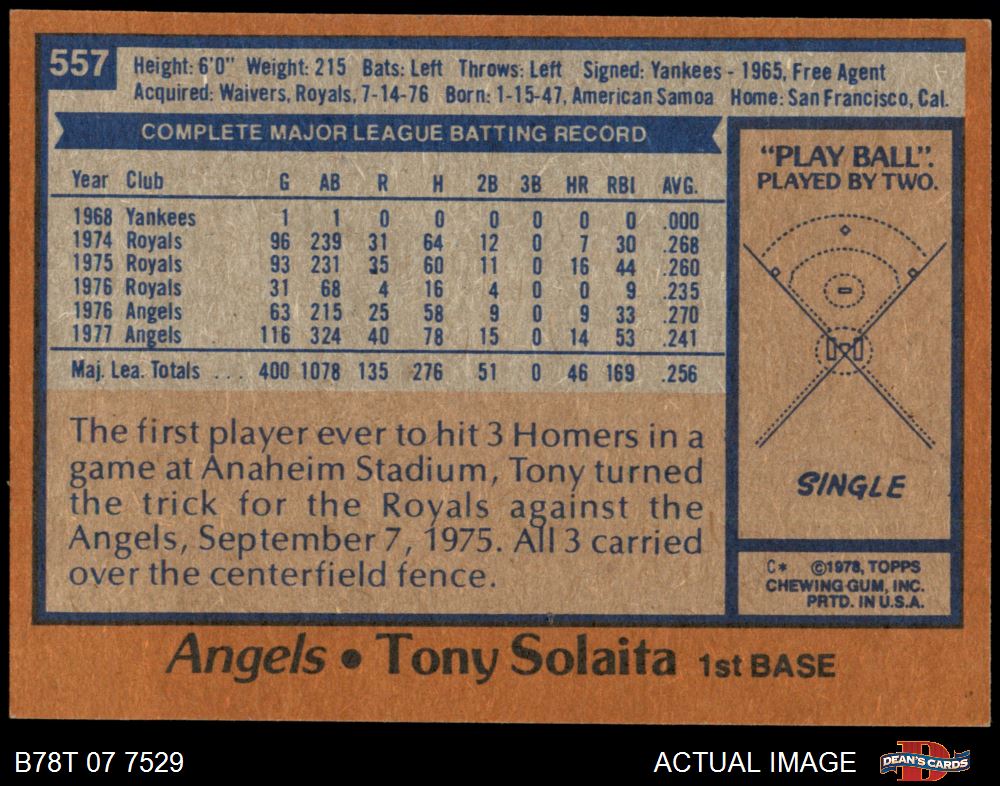 557
Height: 6'0" Weight: 215 Bats: Left Throws: Left Signed: Yankees - 1965, Free Agent
Acquired: Waivers, Royals, 7-14-76 Born: 1-15-47, American Samoa Home: San Francisco, Cal.
COMPLETE MAJOR LEAGUE BATTING RECORD
Year Club G AB R H 2B 3B HR RBI AVG.
1968 Yankees 1 1 0 0 0 0 0 0 .000
1974 Royals 96 239 31 64 12 0 7 30 .268
1975 Royals 93 231 35 60 11 0 16 44 .260
1976 Royals 31 68 4 16 4 0 0 9 .235
1976 Angels 63 215 25 58 9 0 9 33 .270
1977 Angels 116 324 40 78 15 0 14 53 .241
Maj. Lea. Totals ... 400 1078 135 276 51 0 46 169 .256
The first player ever to hit 3 Homers in a
game at Anaheim Stadium, Tony turned
the trick for the Royals against the
Angels, September 7, 1975. All 3 carried
over the centerfield fence.
"PLAY BALL".
PLAYED BY TWO.
SINGLE
C* ©1978, TOPPS
CHEWING GUM, INC.
PRTD. IN U.S.A.
Angels • Tony Solaita 1st BASE
B78T 07 7529
ACTUAL IMAGE
D
DEAN'S CARDS